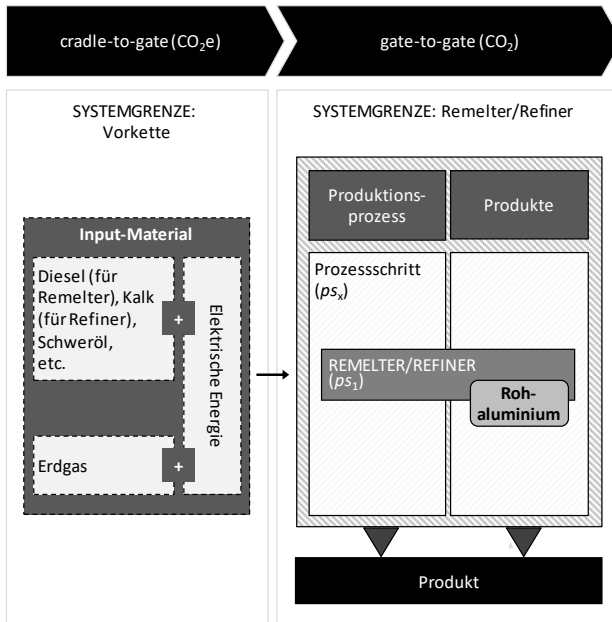 cradle-to-gate (CO₂e)
gate-to-gate (CO₂)
SYSTEMGRENZE:
Vorkette
SYSTEMGRENZE: Remelter/Refiner
Input-Material
Diesel (für
Remelter), Kalk
(für Refiner),
Schweröl,
etc.
+
Elektrische Energie
Erdgas
+
Produktions-
prozess
Produkte
Prozessschritt
(psₓ)
REMELTER/REFINER
(ps₁)
Roh-
aluminium
Produkt